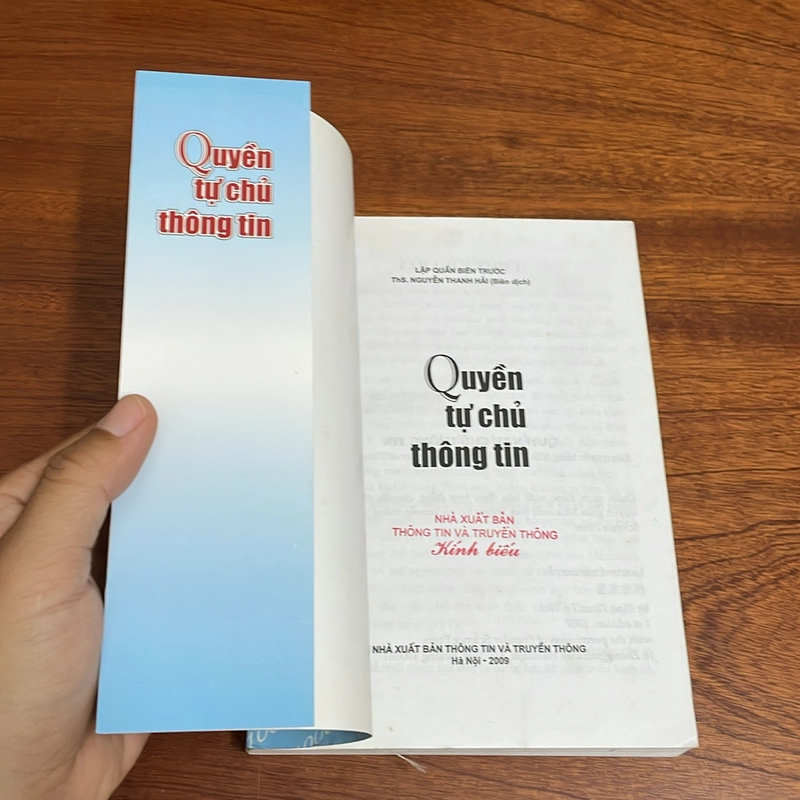 Quyền
tự chủ
thông tin
LẬP QUẦN BIÊN TRƯỚC
ThS. NGUYỄN THANH HẢI (Biên dịch)
Quyền
tự chủ
thông tin
NHÀ XUẤT BẢN
THÔNG TIN VÀ TRUYỀN THÔNG
Kính biếu
NHÀ XUẤT BẢN THÔNG TIN VÀ TRUYỀN THÔNG
Hà Nội - 2009